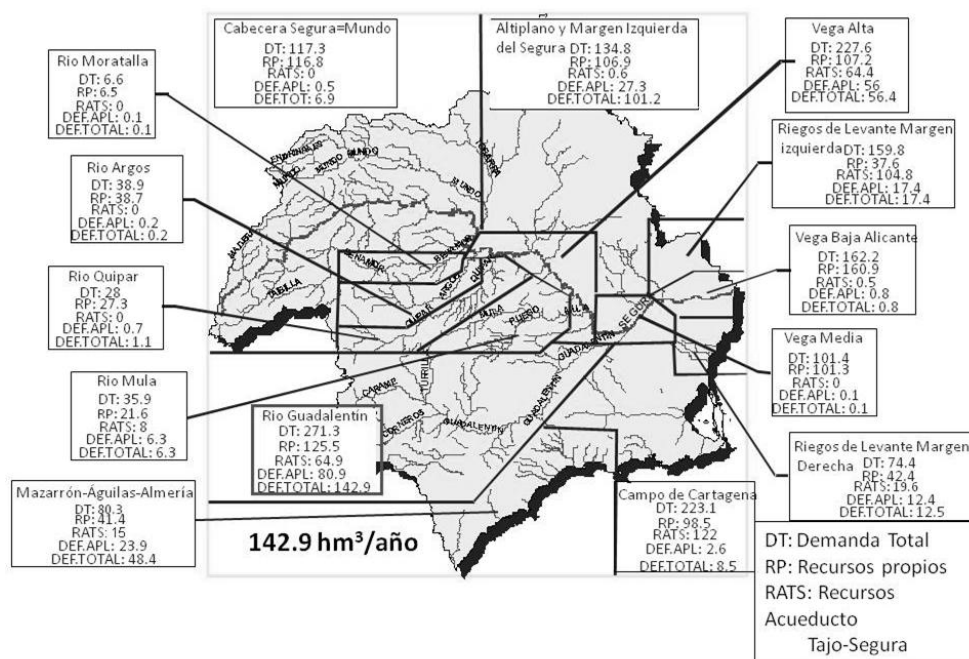 Cabecera Segura=Mundo
DT: 117.3
RP: 116.8
RATS: 0
DEF.APL: 0.5
DEF.TOT: 6.9
Altiplano y Margen Izquierda
del Segura
DT: 134.8
RP: 106.9
RATS: 0.6
DEF.APL: 27.3
DEF.TOTAL: 101.2
Vega Alta
DT: 227.6
RP: 107.2
RATS: 64.4
DEF.APL: 56
DEF.TOTAL: 56.4
Rio Moratalla
DT: 6.6
RP: 6.5
RATS: 0
DEF.APL: 0.1
DEF.TOTAL: 0.1
Riegos de Levante Margen
izquierda DT: 159.8
RP: 37.6
RATS: 104.8
DEF.APL: 17.4
DEF.TOTAL: 17.4
Rio Argos
DT: 38.9
RP: 38.7
RATS: 0
DEF.APL: 0.2
DEF.TOTAL: 0.2
Vega Baja Alicante
DT: 162.2
RP: 160.9
RATS: 0.5
DEF.APL: 0.8
DEF.TOTAL: 0.8
Rio Quipar
DT: 28
RP: 27.3
RATS: 0
DEF.APL: 0.7
DEF.TOTAL: 1.1
Vega Media
DT: 101.4
RP: 101.3
RATS: 0
DEF.APL: 0.1
DEF.TOTAL: 0.1
Rio Mula
DT: 35.9
RP: 21.6
RATS: 8
DEF.APL: 6.3
DEF.TOTAL: 6.3
Rio Guadalentín
DT: 271.3
RP: 125.5
RATS: 64.9
DEF.APL: 80.9
DEF.TOTAL: 142.9
Riegos de Levante Margen
Derecha DT: 74.4
RP: 42.4
RATS: 19.6
DEF.APL: 12.4
DEF.TOTAL: 12.5
Mazarrón-Águilas-Almería
DT: 80.3
RP: 41.4
RATS: 15
DEF.APL: 23.9
DEF.TOTAL: 48.4
Campo de Cartagena
DT: 223.1
RP: 98.5
RATS: 122
DEF.APL: 2.6
DEF.TOTAL: 8.5
142.9 hm³/año
DT: Demanda Total
RP: Recursos propios
RATS: Recursos
Acueducto
Tajo-Segura
MUNDO
MUNDO
MUNDO
ARGOS
MULA
GUADALENTÍN
SEGURA
GUADALENTÍN
GUADALENTÍN